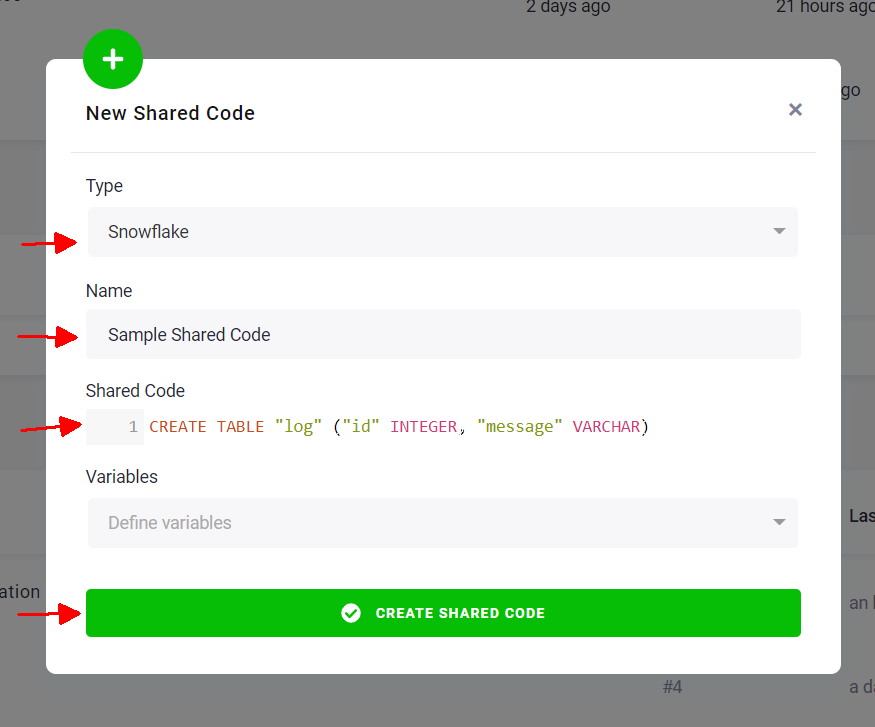 2 days ago 21 hours ago
go
New Shared Code
Type
Snowflake
Name
Sample Shared Code
Shared Code
1 CREATE TABLE "log" ("id" INTEGER, "message" VARCHAR)
Variables
Define variables
Las
ation
CREATE SHARED CODE
an
#4
a da